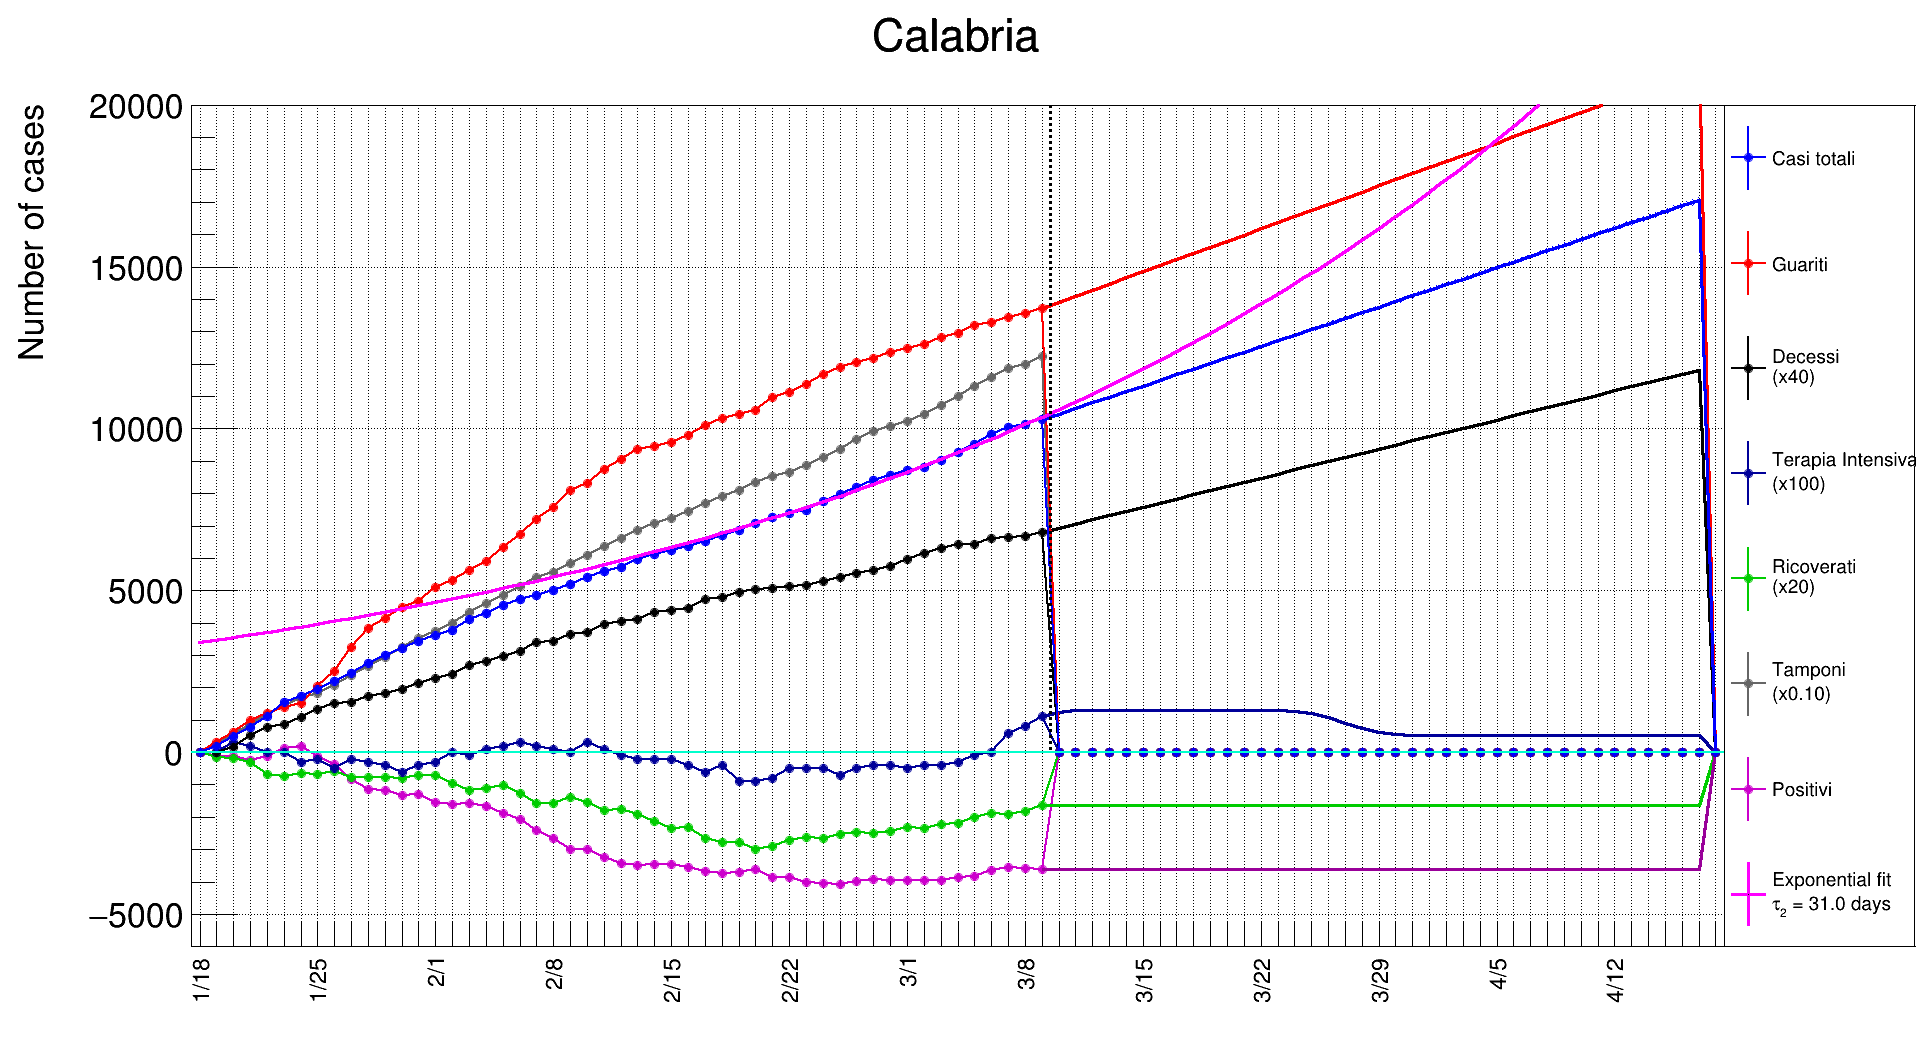 Calabria
Number of cases
20000
15000
10000
5000
0
−5000
1/18
1/25
2/1
2/8
2/15
2/22
3/1
3/8
3/15
3/22
3/29
4/5
4/12
Casi totali
Guariti
Decessi
(x40)
Terapia Intensiva
(x100)
Ricoverati
(x20)
Tamponi
(x0.10)
Positivi
Exponential fit
τ₂ = 31.0 days